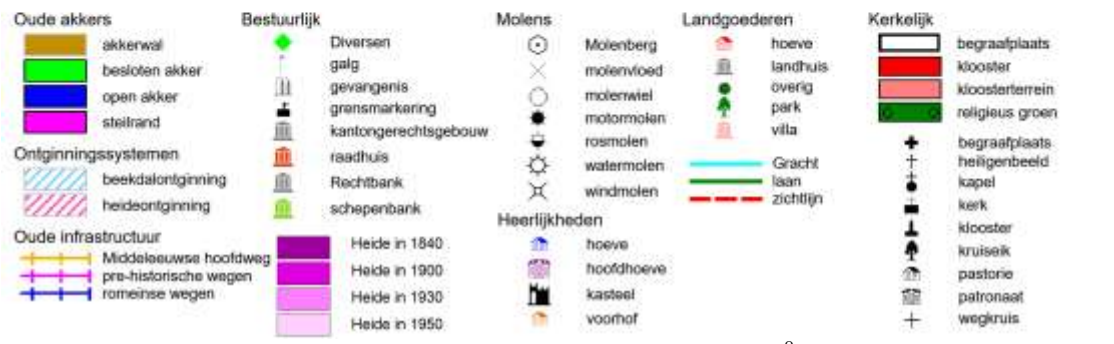 Oude akkers
akkerwal
besloten akker
open akker
steilrand
Ontginningssystemen
beekdalontginning
heideontginning
Oude infrastructuur
Middeleeuwse hoofdweg
pre-historische wegen
romeinse wegen
Bestuurlijk
Diversen
galg
gevangenis
grensmarkering
kantongerechtsgebouw
raadhuis
Rechtbank
schepenbank
Heide in 1840
Heide in 1900
Heide in 1930
Heide in 1950
Molens
Molenberg
molenvloed
molenwiel
motormolen
rosmolen
watermolen
windmolen
Heerlijkheden
hoeve
hoofdhoeve
kasteel
voorhof
Landgoederen
hoeve
landhuis
overig
park
villa
Gracht
laan
zichtlijn
Kerkelijk
begraafplaats
klooster
kloosterterrein
religieus groen
begraafplaats
heiligenbeeld
kapel
kerk
klooster
kruiseik
pastorie
patronaat
wegkruis